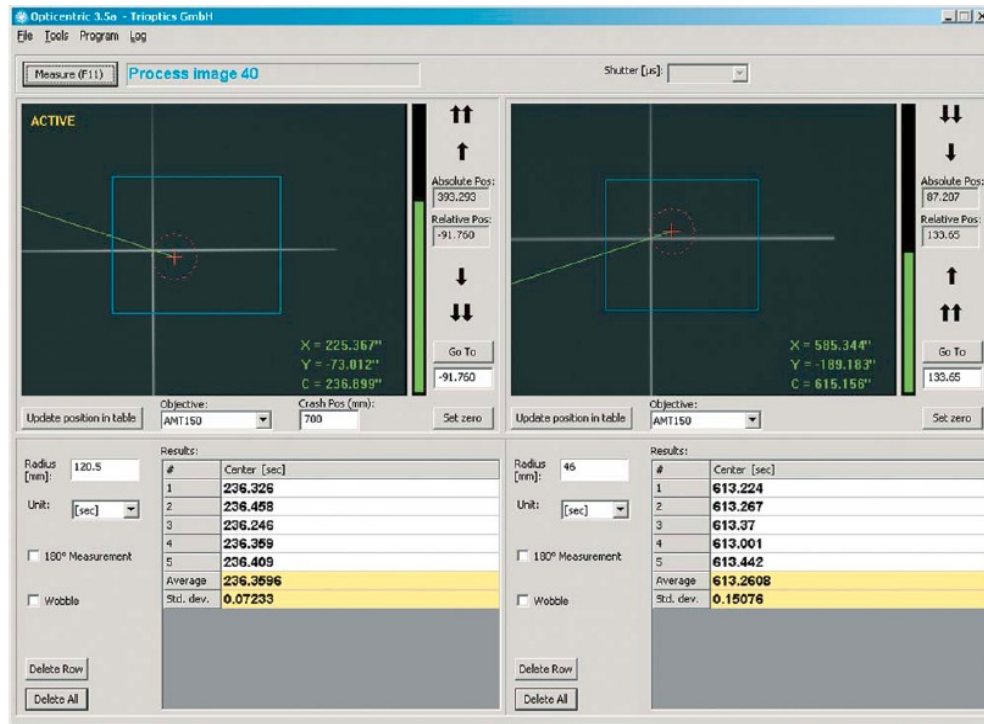 Opticentric 3.5a - Trioptics GmbH
File Tools Program Log
Measure (F11) Process image 40 Shutter [µs]:
ACTIVE
X = 225.367"
Y = -73.012"
C = 236.899"
Absolute Pos:
393.293
Relative Pos:
-91.760
Go To
-91.760
Update position in table
Objective:
AMT150
Crash Pos (mm):
700
Set zero
X = 585.344"
Y = -189.183"
C = 615.156"
Absolute Pos:
87.207
Relative Pos:
133.65
Go To
133.65
Update position in table
Objective:
AMT150
Set zero
Radius [mm]: 120.5
Unit: [sec]
180° Measurement
Wobble
Delete Row
Delete All
Results:
# Center [sec]
1 236.326
2 236.458
3 236.246
4 236.359
5 236.409
Average 236.3596
Std. dev. 0.07233
Radius [mm]: 46
Unit: [sec]
180° Measurement
Wobble
Delete Row
Delete All
Results:
# Center [sec]
1 613.224
2 613.267
3 613.37
4 613.001
5 613.442
Average 613.2608
Std. dev. 0.15076